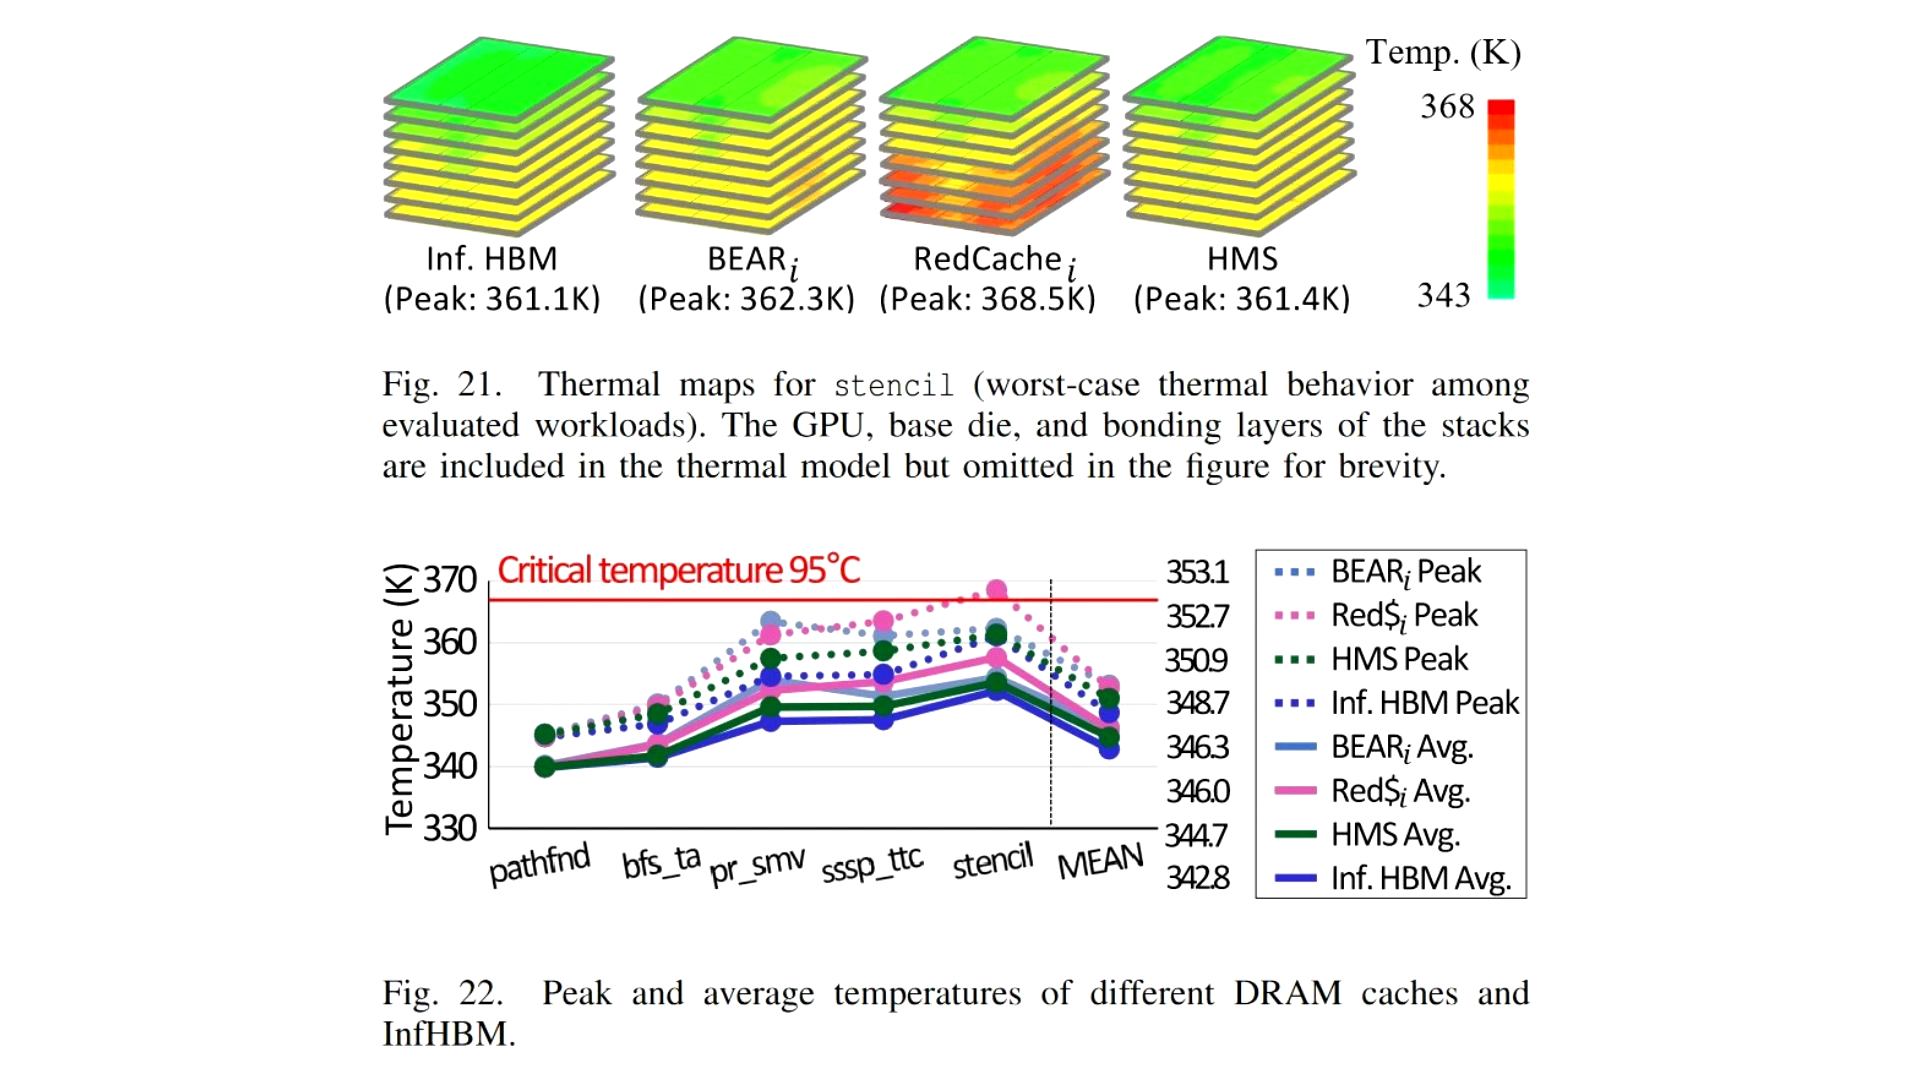 Temp. (K)
368
343
Inf. HBM
(Peak: 361.1K)
BEARi
(Peak: 362.3K)
RedCachei
(Peak: 368.5K)
HMS
(Peak: 361.4K)
Fig. 21. Thermal maps for stencil (worst-case thermal behavior among
evaluated workloads). The GPU, base die, and bonding layers of the stacks
are included in the thermal model but omitted in the figure for brevity.
Temperature (K)
370
360
350
340
330
Critical temperature 95°C
pathfnd
bfs_ta
pr_smv
sssp_ttc
stencil
MEAN
353.1
352.7
350.9
348.7
346.3
346.0
344.7
342.8
BEARi Peak
Red$i Peak
HMS Peak
Inf. HBM Peak
BEARi Avg.
Red$i Avg.
HMS Avg.
Inf. HBM Avg.
Fig. 22. Peak and average temperatures of different DRAM caches and
InfHBM.